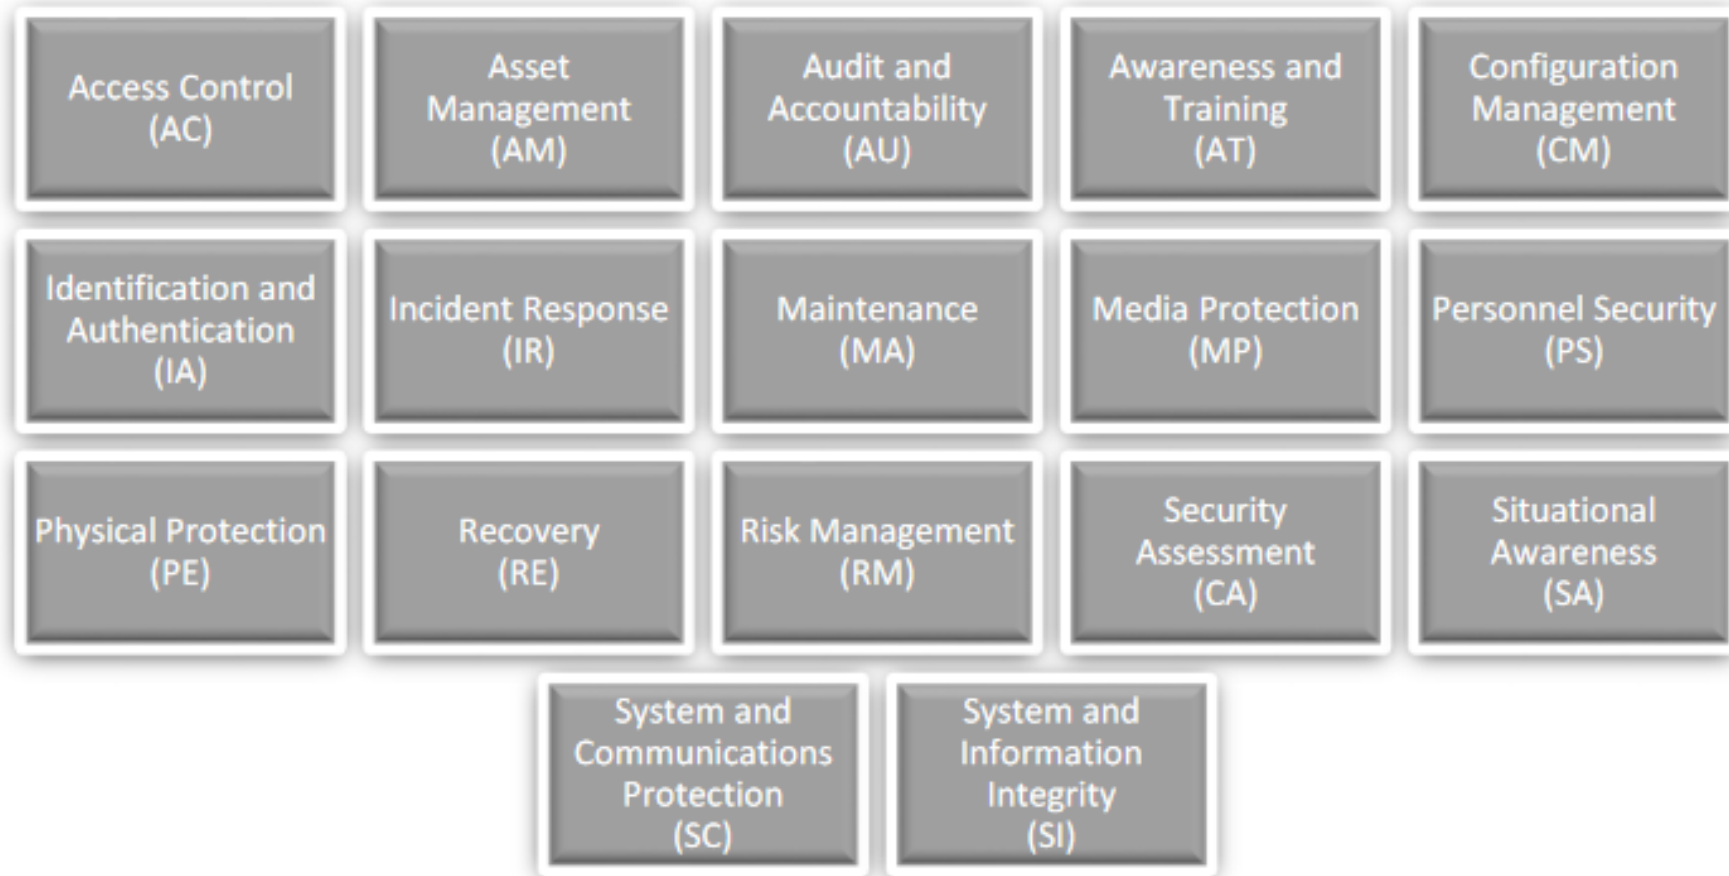 Access Control
(AC)
Asset
Management
(AM)
Audit and
Accountability
(AU)
Awareness and
Training
(AT)
Configuration
Management
(CM)
Identification and
Authentication
(IA)
Incident Response
(IR)
Maintenance
(MA)
Media Protection
(MP)
Personnel Security
(PS)
Physical Protection
(PE)
Recovery
(RE)
Risk Management
(RM)
Security
Assessment
(CA)
Situational
Awareness
(SA)
System and
Communications
Protection
(SC)
System and
Information
Integrity
(SI)